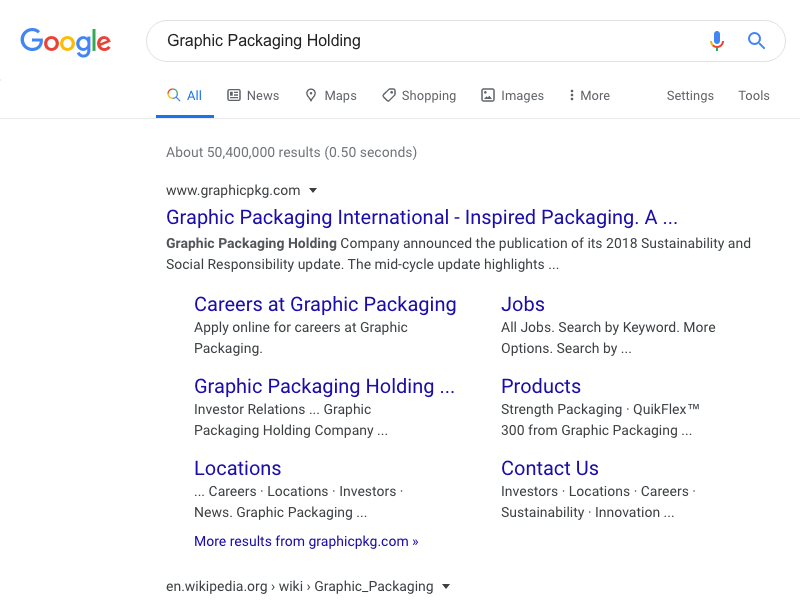 Google
Graphic Packaging Holding
All News Maps Shopping Images More Settings Tools
About 50,400,000 results (0.50 seconds)
www.graphicpkg.com
Graphic Packaging International - Inspired Packaging. A ...
Graphic Packaging Holding Company announced the publication of its 2018 Sustainability and
Social Responsibility update. The mid-cycle update highlights ...
Careers at Graphic Packaging
Apply online for careers at Graphic
Packaging.
Jobs
All Jobs. Search by Keyword. More
Options. Search by ...
Graphic Packaging Holding ...
Investor Relations ... Graphic
Packaging Holding Company ...
Products
Strength Packaging · QuikFlex™
300 from Graphic Packaging ...
Locations
... Careers · Locations · Investors ·
News. Graphic Packaging ...
Contact Us
Investors · Locations · Careers ·
Sustainability · Innovation ...
More results from graphicpkg.com »
en.wikipedia.org › wiki › Graphic_Packaging